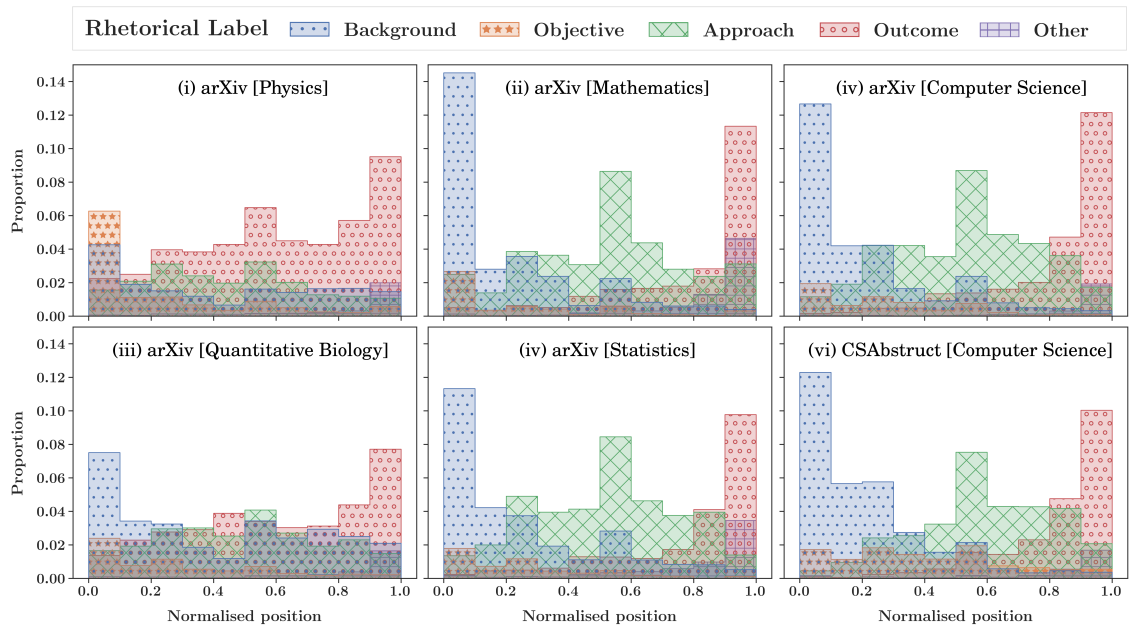 Rhetorical Label Background Objective Approach Outcome Other
(i) arXiv [Physics]
(ii) arXiv [Mathematics]
(iv) arXiv [Computer Science]
Proportion
0.14
0.12
0.10
0.08
0.06
0.04
0.02
0.00
(iii) arXiv [Quantitative Biology]
(iv) arXiv [Statistics]
(vi) CSAbstruct [Computer Science]
Proportion
0.14
0.12
0.10
0.08
0.06
0.04
0.02
0.00
0.0 0.2 0.4 0.6 0.8 1.0
0.0 0.2 0.4 0.6 0.8 1.0
0.0 0.2 0.4 0.6 0.8 1.0
Normalised position
Normalised position
Normalised position